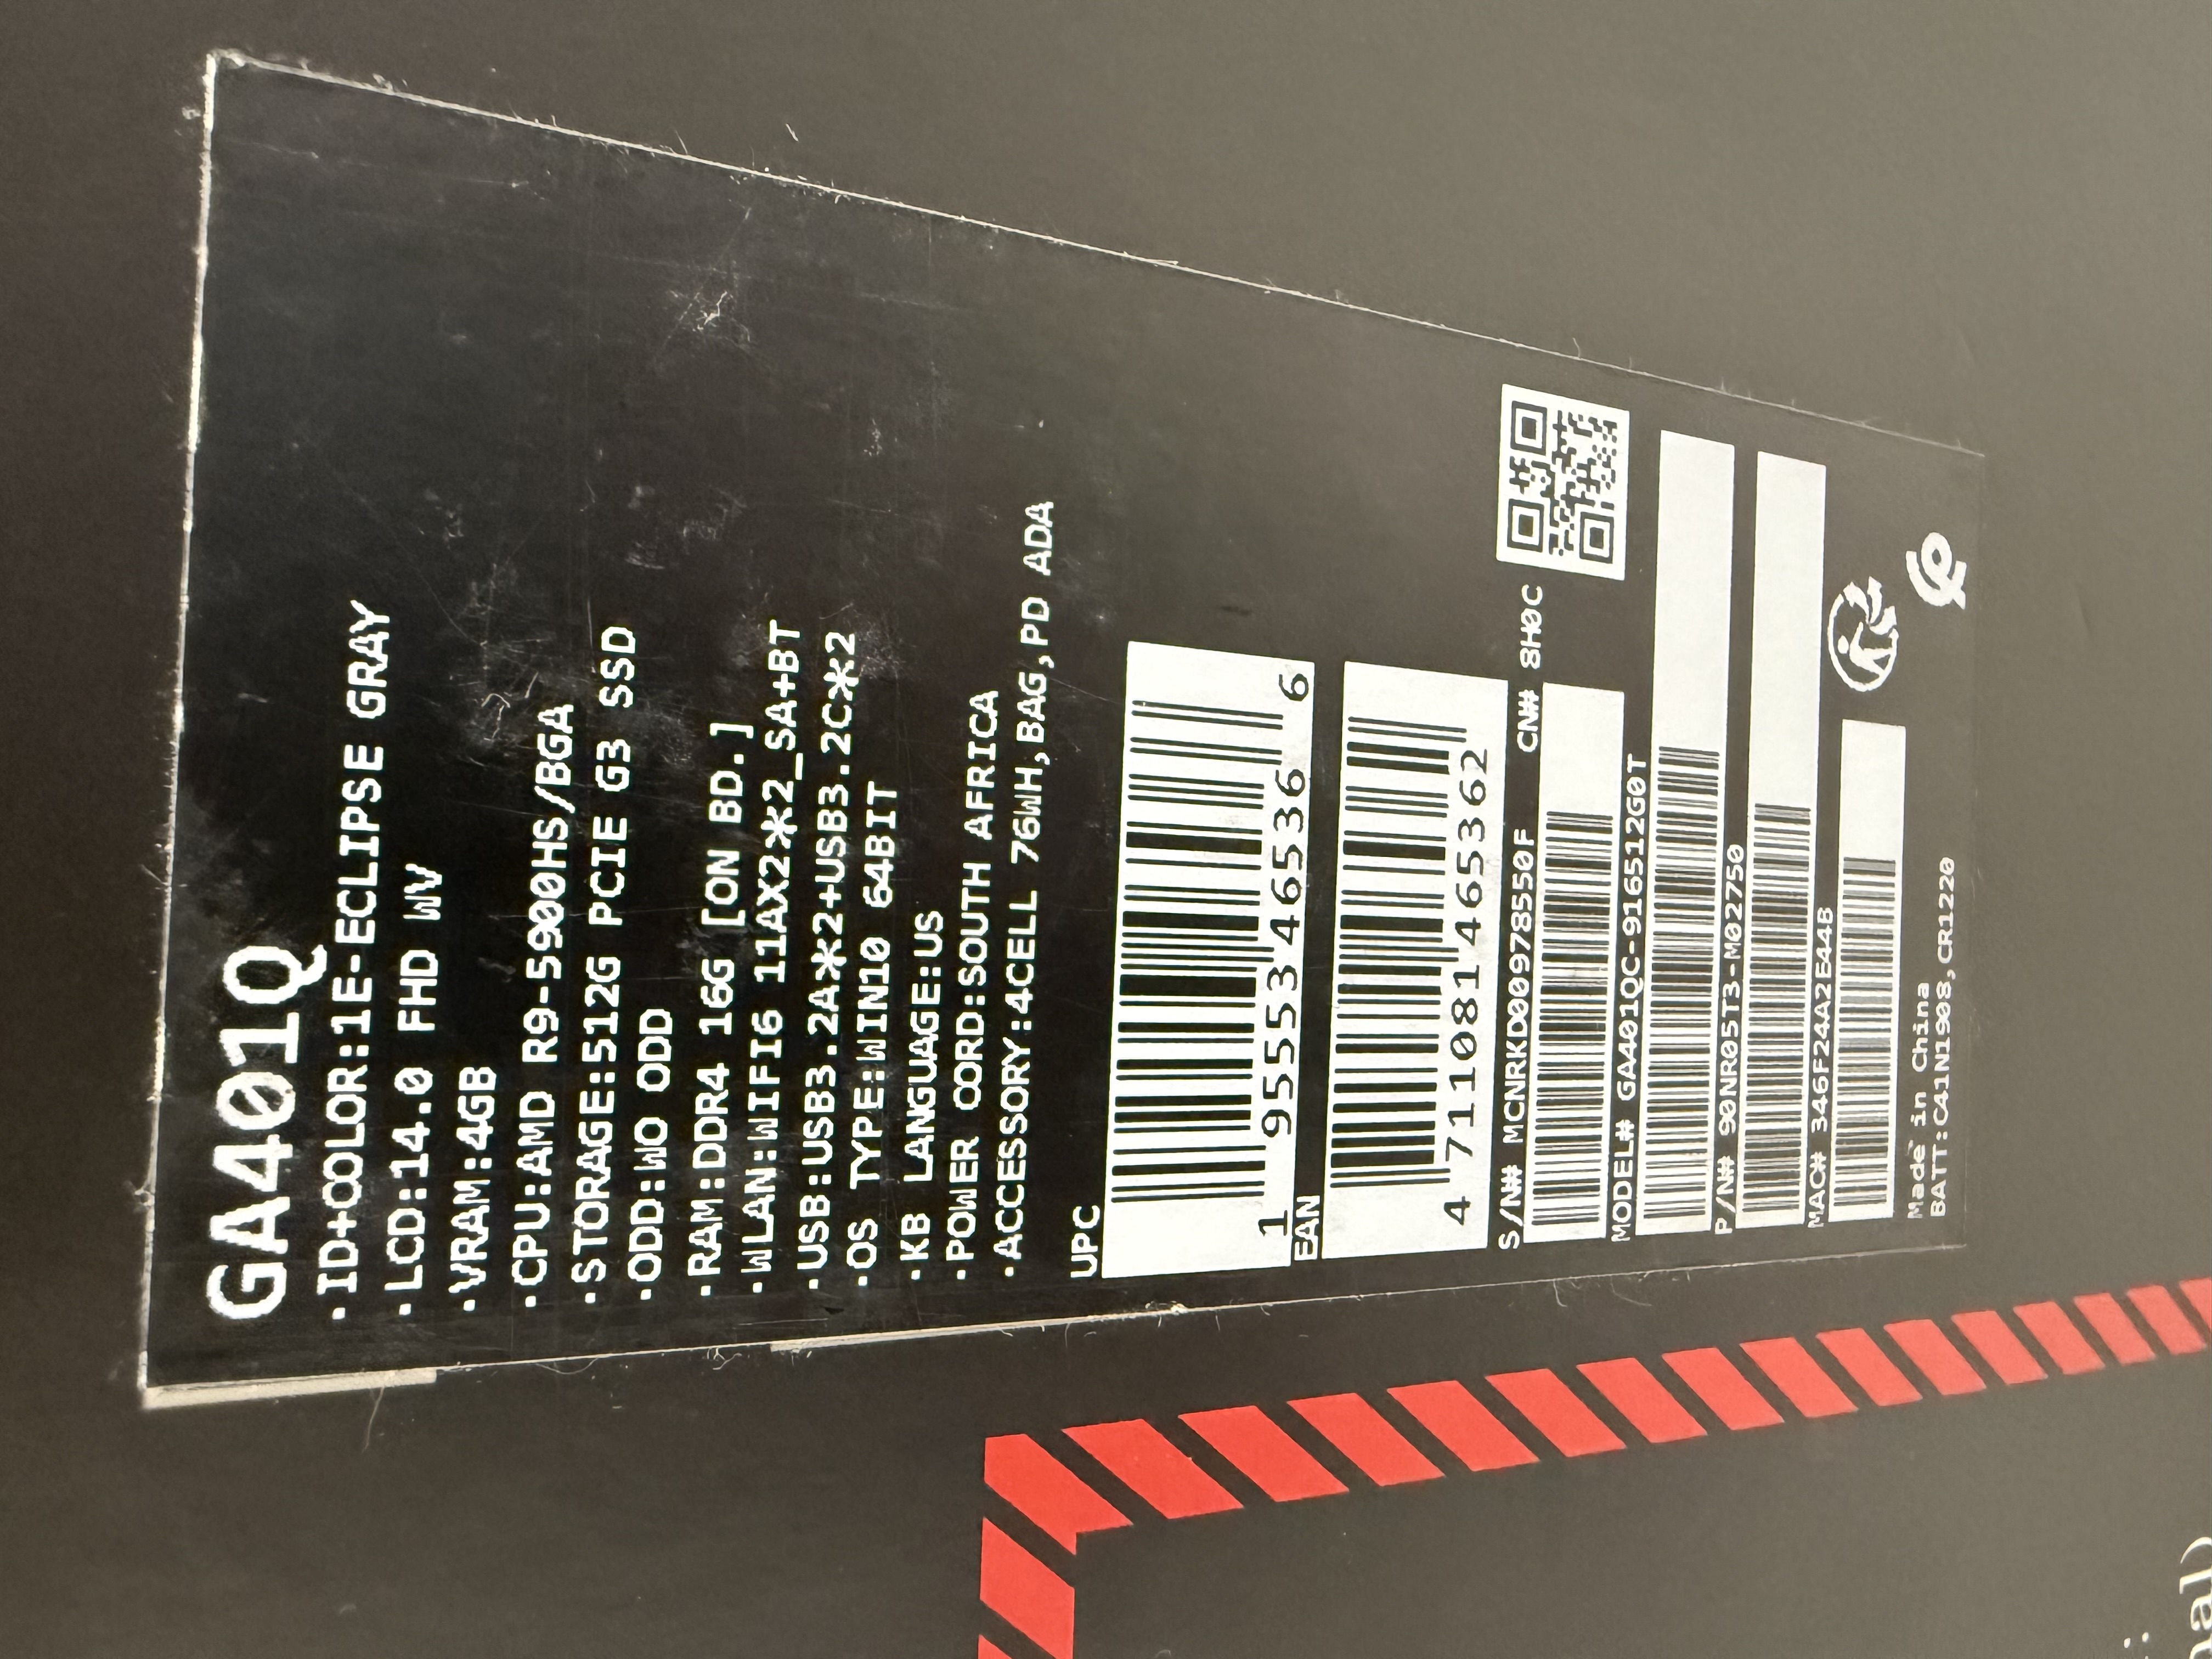 GA401Q
·ID+COLOR:1E-ECLIPSE GRAY
·LCD:14.0 FHD WV
·VRAM:4GB
·CPU:AMD R9-5900HS/BGA
·STORAGE:512G PCIE G3 SSD
·ODD:WO ODD
·RAM:DDR4 16G [ON BD.]
·WLAN:WIFI6 11AX2*2_SA+BT
·USB:USB3.2A*2+USB3.2C*2
·OS TYPE:WIN10 64BIT
·KB LANGUAGE:US
·POWER CORD:SOUTH AFRICA
·ACCESSORY:4CELL 76WH,BAG,PD ADA
UPC
1 95553 46536 6
EAN
4 711081 465362
S/N# MCNRKD00978550F CN# 8H0C
MODEL# GA401QC-916512G0T
P/N# 90NR05T3-M02750
MAC# 346F24A2E44B
Made in China
BATT:C41N1908,CR1220